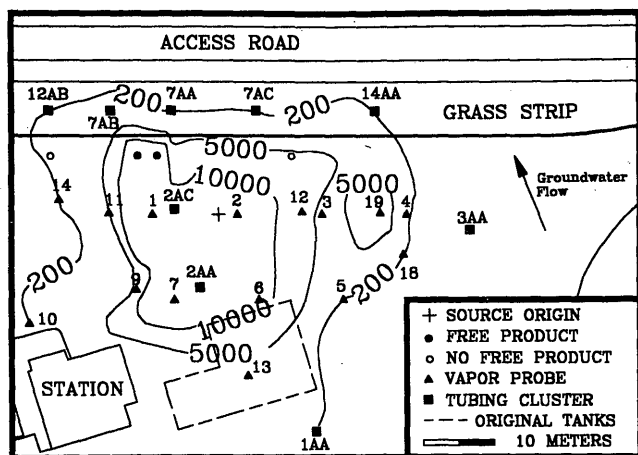 ACCESS ROAD
12AB 7AA 7AC 14AA
200 200
7AB
GRASS STRIP
5000
10000 5000
Groundwater
Flow
14 11 1 2AC 2 12 3 19 4
3AA
18
200
9 7 2AA 6 5 200
10
10000
5000
13
STATION
1AA
SOURCE ORIGIN
FREE PRODUCT
NO FREE PRODUCT
VAPOR PROBE
TUBING CLUSTER
ORIGINAL TANKS
10 METERS